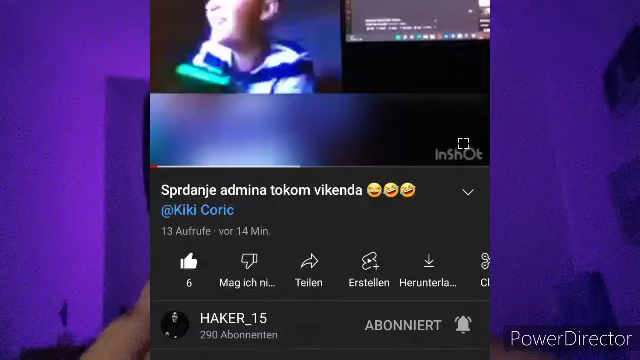 InShOt
Sprdanje admina tokom vikenda 😂🤣🤣
@Kiki Coric
13 Aufrufe · vor 14 Min.
6
Mag ich ni...
Teilen
Erstellen
Herunterla...
HAKER_15
290 Abonnenten
ABONNIERT
PowerDirector